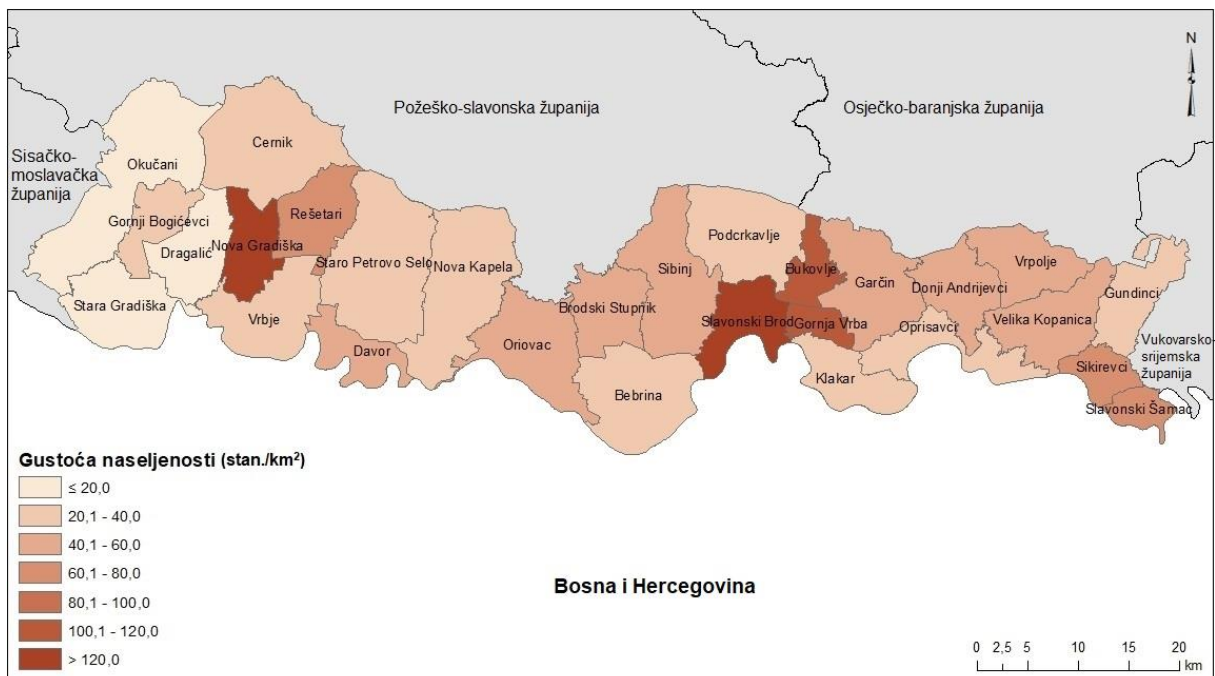 N
Požeško-slavonska županija
Osječko-baranjska županija
Sisačko-
moslavačka
županija
Okučani
Cernik
Gornji Bogićevci
Rešetari
Dragalić
Nova Gradiška
Staro Petrovo Selo
Nova Kapela
Stara Gradiška
Vrbje
Davor
Oriovac
Brodski Stupnik
Sibinj
Podcrkavlje
Bukovlje
Garčin
Slavonski Brod
Gornja Vrba
Bebrina
Klakar
Oprisavci
Donji Andrijevci
Vrpolje
Velika Kopanica
Gundinci
Sikirevci
Slavonski Šamac
Vukovarsko-
srijemska
županija
Gustoća naseljenosti (stan./km²)
≤ 20,0
20,1 - 40,0
40,1 - 60,0
60,1 - 80,0
80,1 - 100,0
100,1 - 120,0
> 120,0
Bosna i Hercegovina
0 2,5 5 10 15 20
km